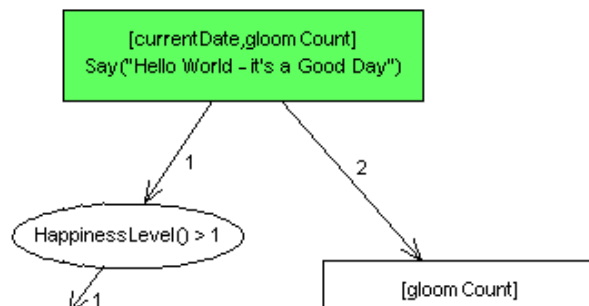 [currentDate,gloom Count]
Say("Hello World - it's a Good Day")
1
2
HappinessLevel() > 1
1
[gloom Count]